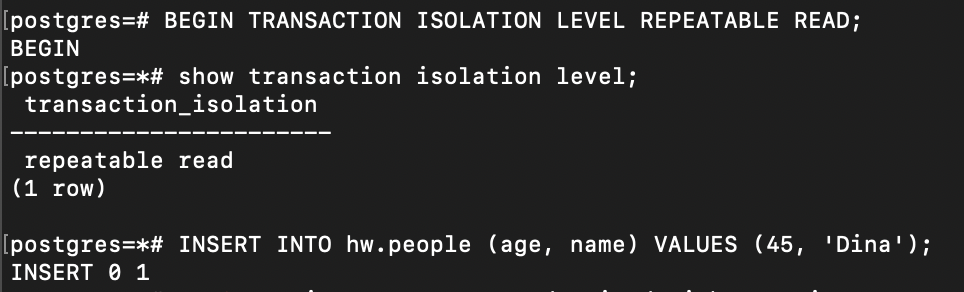 [postgres=# BEGIN TRANSACTION ISOLATION LEVEL REPEATABLE READ;
BEGIN
[postgres=*# show transaction isolation level;
 transaction_isolation
-----------------------
 repeatable read
(1 row)
[postgres=*# INSERT INTO hw.people (age, name) VALUES (45, 'Dina');
INSERT 0 1